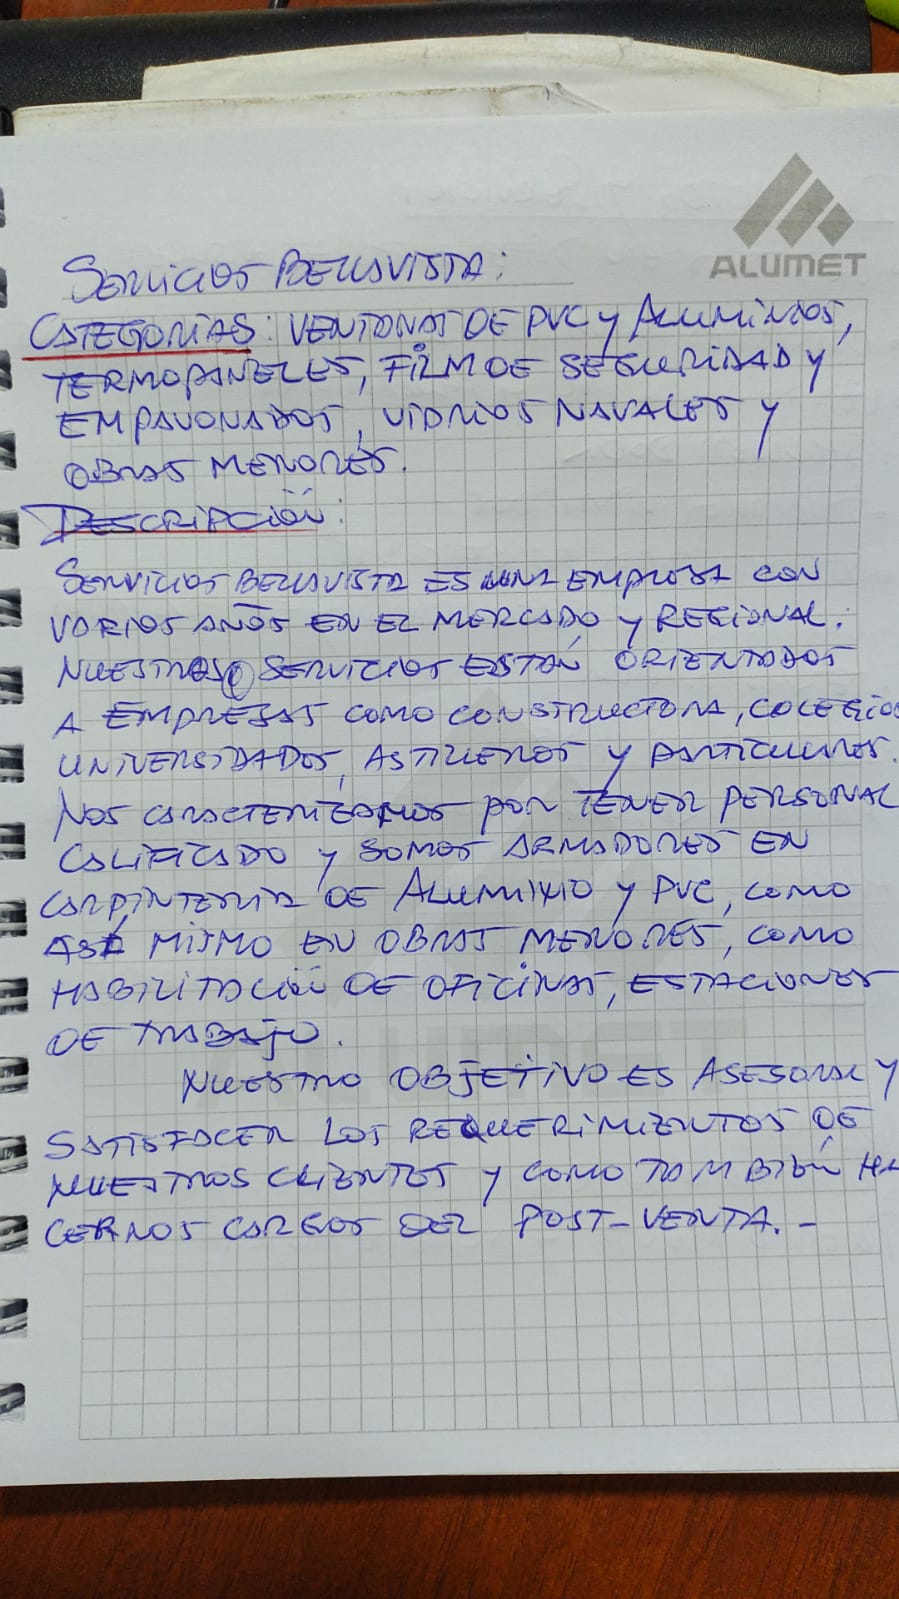 ALUMET
Servicios BELLAVISTA:
CATEGORIAS: VENTANAS DE PVC y ALUMINIOS,
TERMOPANELES, FILM DE SEGURIDAD y
EMPAVONADOS, VIDRIOS NAVALES y
OBRAS MENORES.
DESCRIPCIÓN:
SERVICIOS BELLAVISTA ES UNA EMPRESA CON
VARIOS AÑOS EN EL MERCADO y REGIONAL.
NUESTROS SERVICIOS ESTÁN ORIENTADOS
A EMPRESAS COMO CONSTRUCTORA, COLEGIOS
UNIVERSIDADES, ASTILLEROS y PARTICULARES.
NOS CARACTERIZAMOS POR TENER PERSONAL
CALIFICADO y SOMOS ARMADORES EN
CARPINTERIA DE ALUMINIO y PVC, COMO
ASÍ MISMO EN OBRAS MENORES, COMO
HABILITACIÓN DE OFICINAS, ESTACIONES
DE TRABAJO.
NUESTRO OBJETIVO ES ASESORAR y
SATISFACER LOS REQUERIMIENTOS DE
NUESTROS CLIENTES y COMO TAMBIÉN HA
CERNOS CARGOS DEL POST-VENTA.-